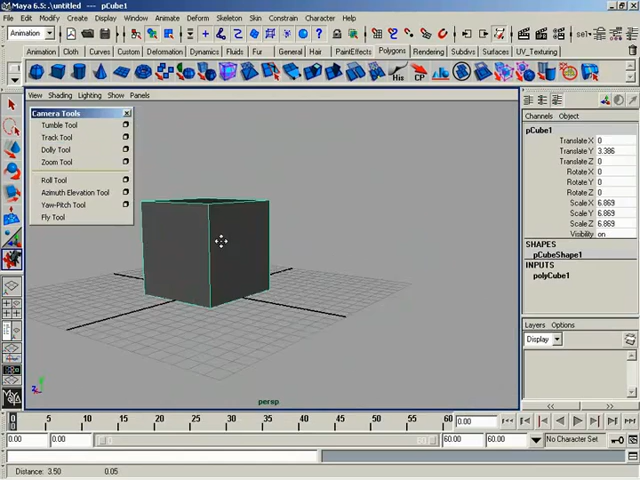 Maya 6.5: .\untitled --- pCube1
File Edit Modify Create Display Window Animate Deform Skeleton Skin Constrain Character Help
Animation
sel
Animation Cloth Curves Custom Deformation Dynamics Fluids Fur General Hair PaintEffects Polygons Rendering Subdivs Surfaces UV_Texturing
His CP
View Shading Lighting Show Panels
Camera Tools
Tumble Tool
Track Tool
Dolly Tool
Zoom Tool
Roll Tool
Azimuth Elevation Tool
Yaw-Pitch Tool
Fly Tool
persp
Channels Object
pCube1
Translate X 0
Translate Y 3.386
Translate Z 0
Rotate X 0
Rotate Y 0
Rotate Z 0
Scale X 6.869
Scale Y 6.869
Scale Z 6.869
Visibility on
SHAPES
pCubeShape1
INPUTS
polyCube1
Layers Options
Display
5 10 15 20 25 30 35 40 45 50 55 60 0.00
0.00 0.00 60.00 60.00 No Character Set
Distance: 3.50 0.05